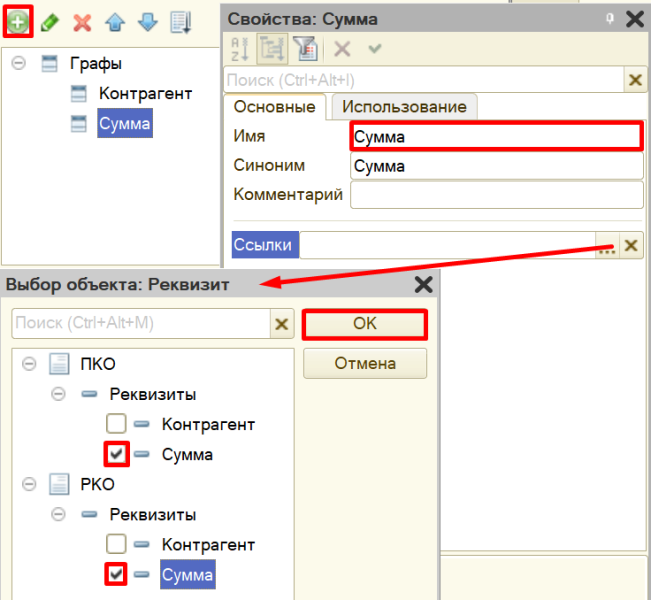 Графы
Контрагент
Сумма
Свойства: Сумма
Поиск (Ctrl+Alt+I)
Основные Использование
Имя Сумма
Синоним Сумма
Комментарий
Ссылки ...
Выбор объекта: Реквизит
Поиск (Ctrl+Alt+M)
OK
Отмена
ПКО
Реквизиты
Контрагент
Сумма
РКО
Реквизиты
Контрагент
Сумма